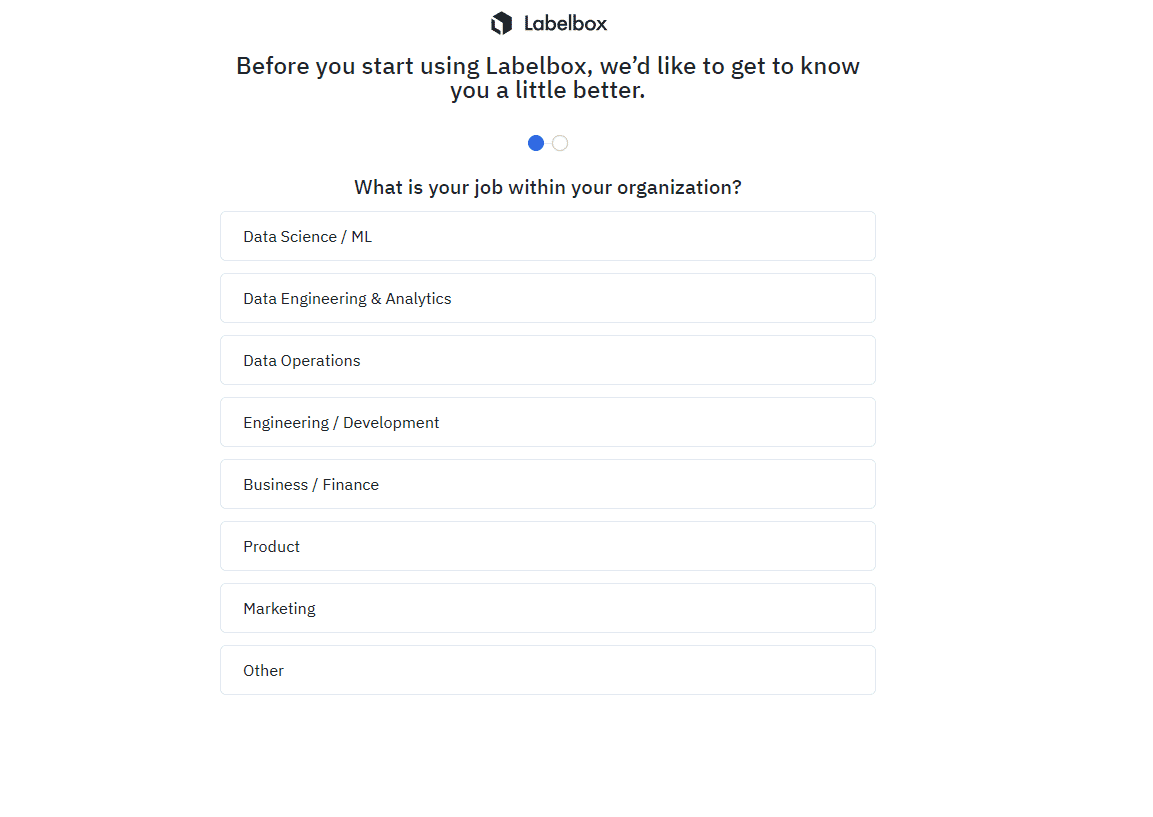 Labelbox
Before you start using Labelbox, we’d like to get to know
you a little better.
What is your job within your organization?
Data Science / ML
Data Engineering & Analytics
Data Operations
Engineering / Development
Business / Finance
Product
Marketing
Other